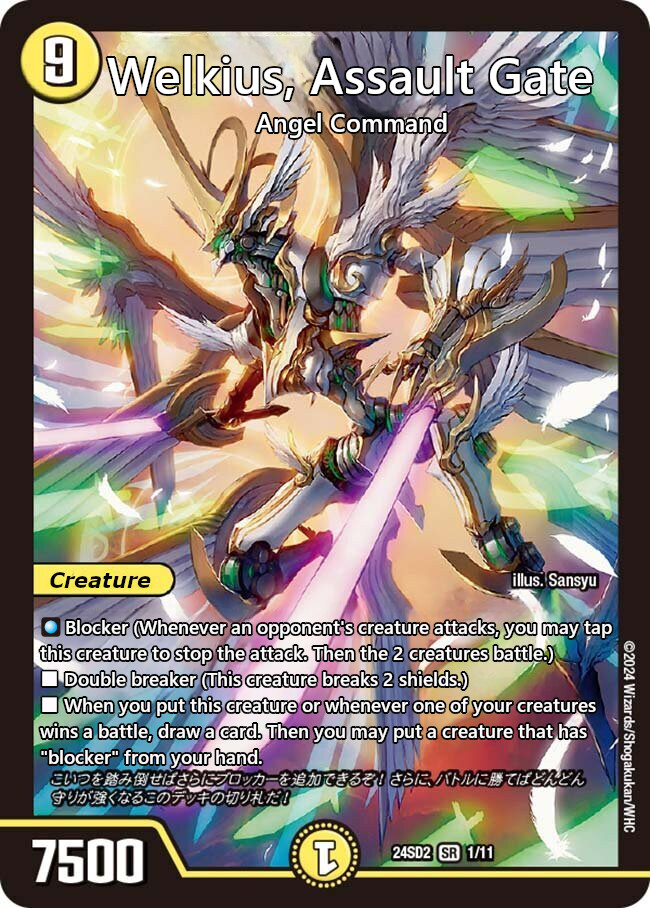 9
Welkius, Assault Gate
Angel Command
Creature
illus. Sansyu
Blocker (Whenever an opponent's creature attacks, you may tap
this creature to stop the attack. Then the 2 creatures battle.)
Double breaker (This creature breaks 2 shields.)
When you put this creature or whenever one of your creatures
wins a battle, draw a card. Then you may put a creature that has
"blocker" from your hand.
こいつを踏み倒せばさらにブロッカーを追加できるぞ！さらに、バトルに勝てばどんどん
守りが強くなるこのデッキの切り札だ！
©2024 Wizards/Shogakukan/WHC
7500
1
24SD2 SR 1/11